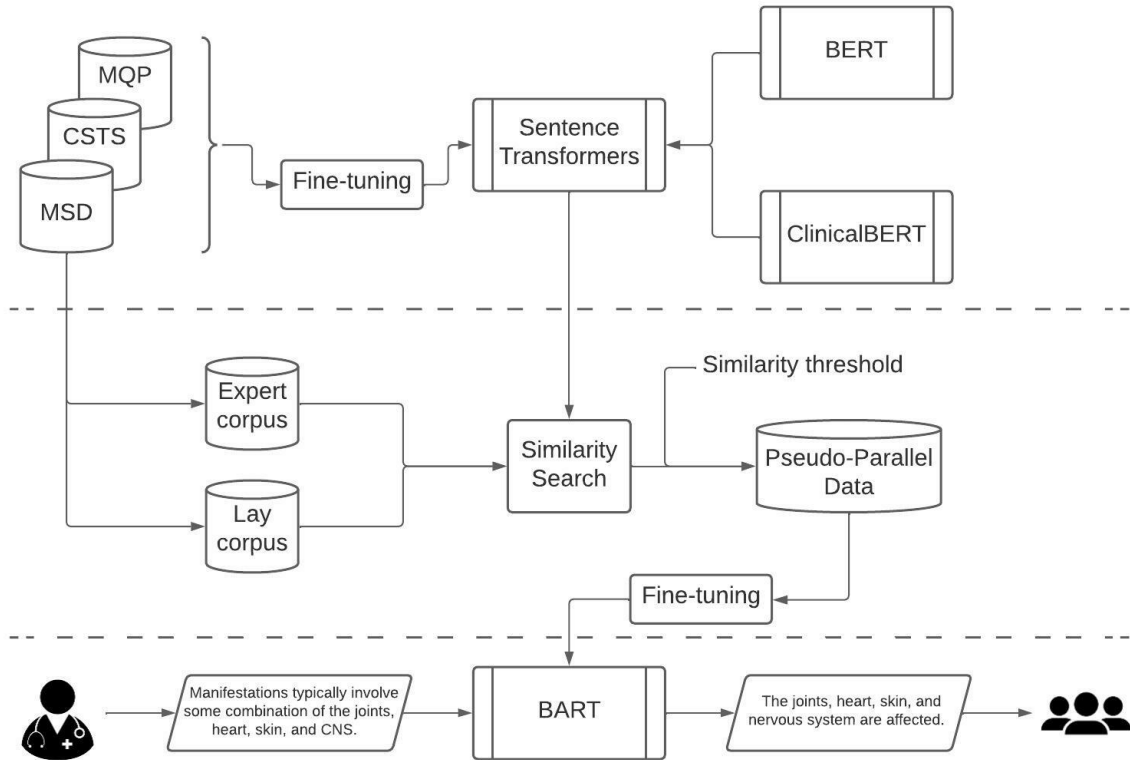 MQP
CSTS
MSD
Fine-tuning
Sentence
Transformers
BERT
ClinicalBERT
Expert
corpus
Lay
corpus
Similarity
Search
Similarity threshold
Pseudo-Parallel
Data
Fine-tuning
Manifestations typically involve
some combination of the joints,
heart, skin, and CNS.
BART
The joints, heart, skin, and
nervous system are affected.